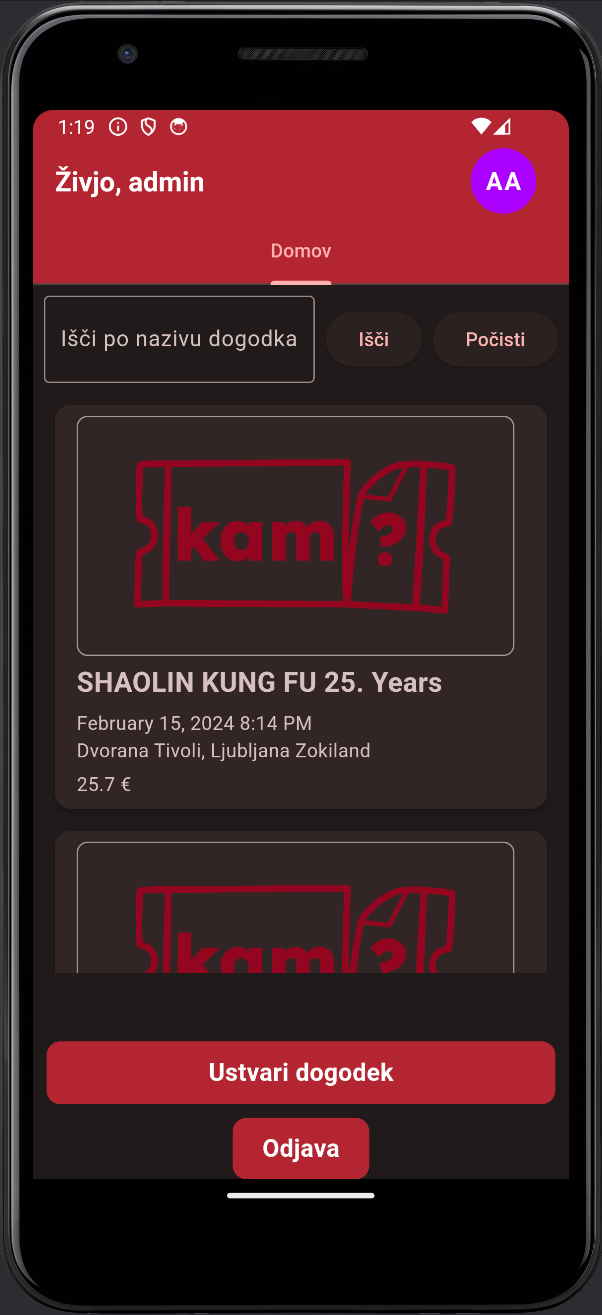 1:19
Živjo, admin
AA
Domov
Išči po nazivu dogodka
Išči
Počisti
kam?
SHAOLIN KUNG FU 25. Years
February 15, 2024 8:14 PM
Dvorana Tivoli, Ljubljana Zokiland
25.7 €
kam?
Ustvari dogodek
Odjava